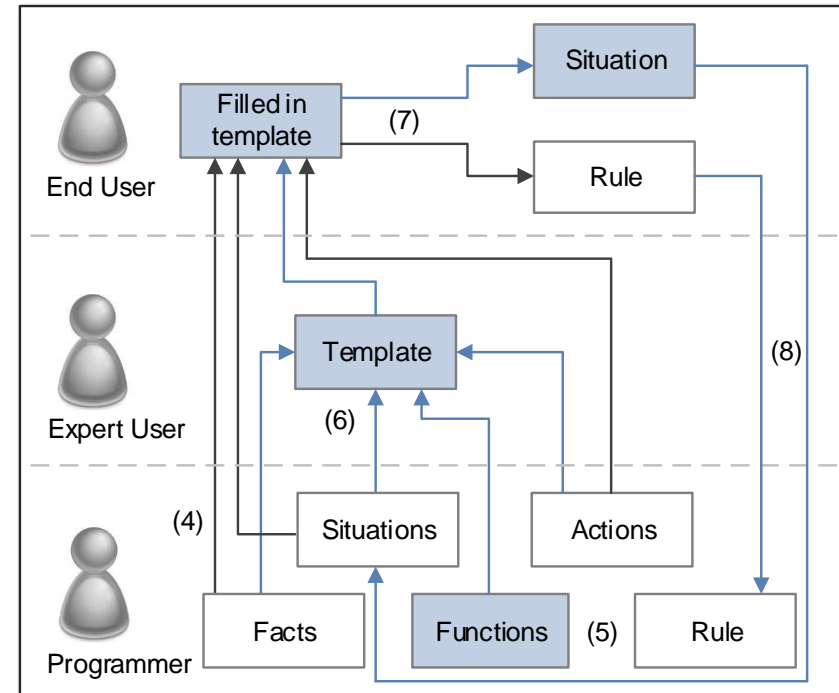 Situation
Filled in
template
(7)
End User
Rule
Template
(8)
(6)
Expert User
(4)
Situations
Actions
Facts
Functions
(5)
Rule
Programmer